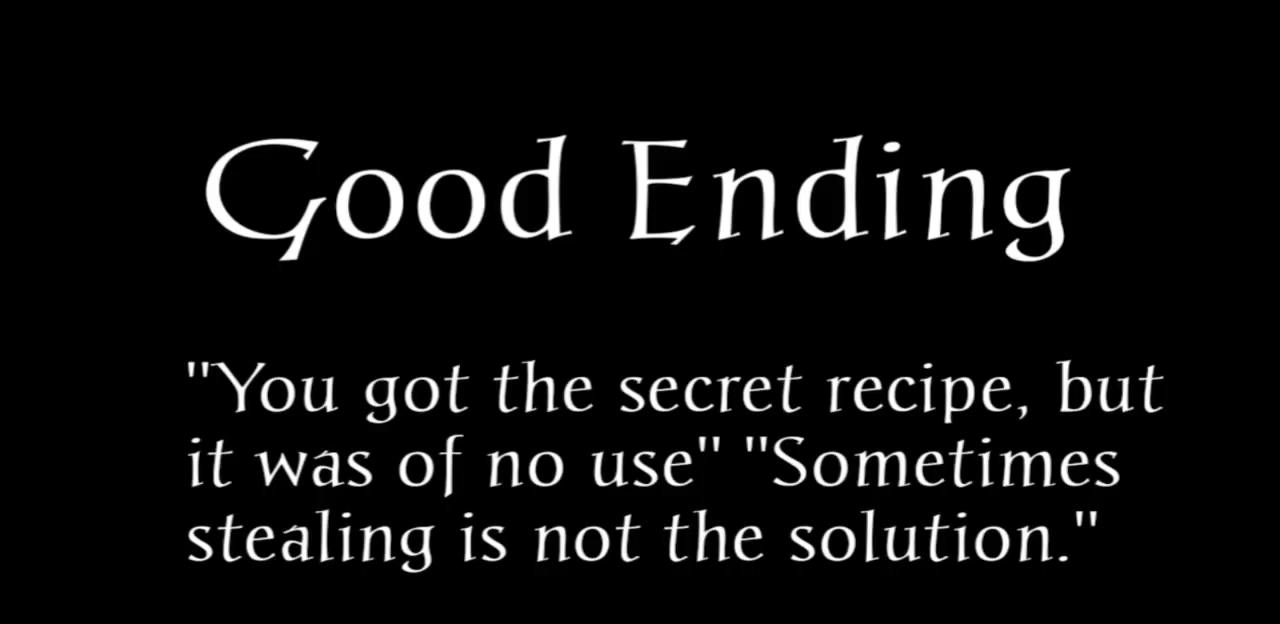 Good Ending
"You got the secret recipe, but
it was of no use" "Sometimes
stealing is not the solution."